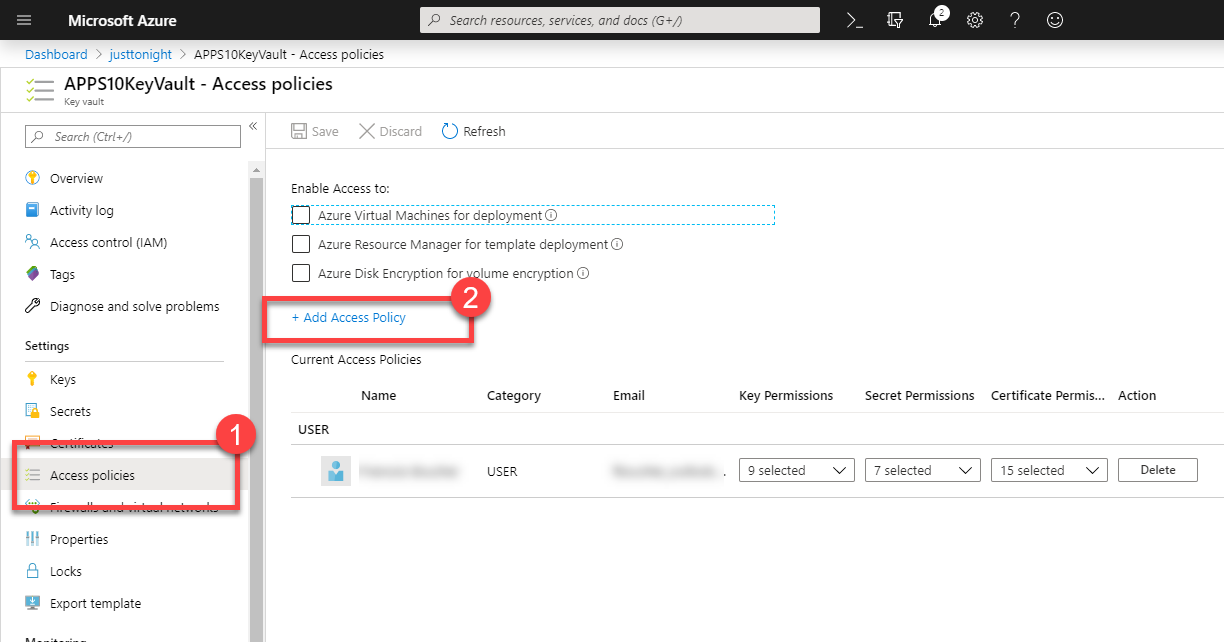 Microsoft Azure
Search resources, services, and docs (G+/)
2
Dashboard > justtonight > APPS10KeyVault - Access policies
APPS10KeyVault - Access policies
Key vault
Search (Ctrl+/)
«
Overview
Activity log
Access control (IAM)
Tags
Diagnose and solve problems
Settings
Keys
Secrets
Certificates
1
Access policies
Firewalls and virtual networks
Properties
Locks
Export template
Monitoring
Save Discard Refresh
Enable Access to:
Azure Virtual Machines for deployment
Azure Resource Manager for template deployment
Azure Disk Encryption for volume encryption
2
+ Add Access Policy
Current Access Policies
Name Category Email Key Permissions Secret Permissions Certificate Permis... Action
USER
USER . 9 selected 7 selected 15 selected Delete